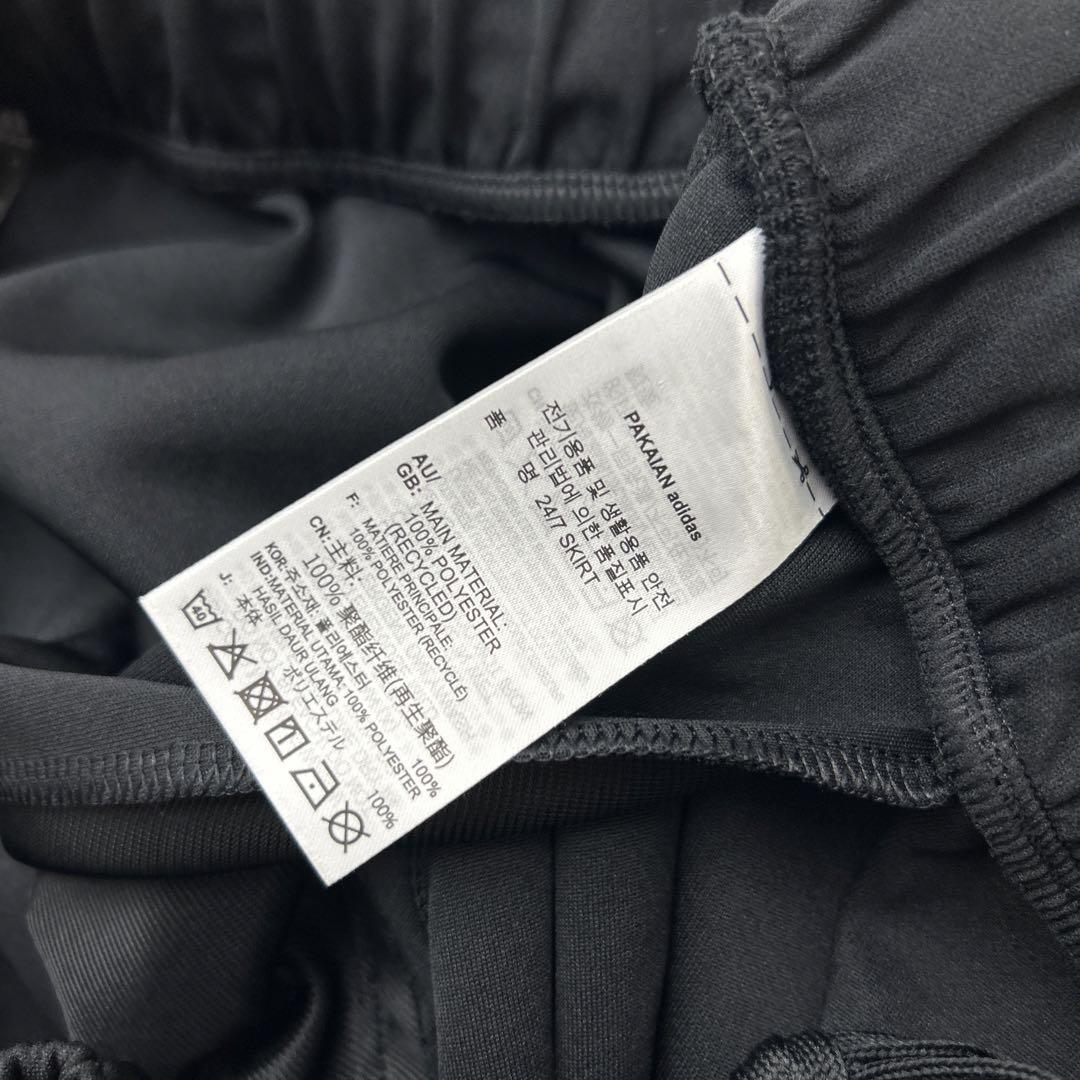 PAKAIAN adidas
전기용품 및 생활용품 안전
관리법에 의한 품질표시
품 명 24/7 SKIRT
AU/
GB: MAIN MATERIAL:
100% POLYESTER
(RECYCLED)
F: MATIÈRE PRINCIPALE:
100% POLYESTER (RECYCLÉ)
CN: 主料:
100% 聚酯纤维(再生聚酯)
KOR: 주소재: 폴리에스터 100%
IND: MATERIAL UTAMA: 100% POLYESTER
HASIL DAUR ULANG
J: 本体 ポリエステル 100%
40